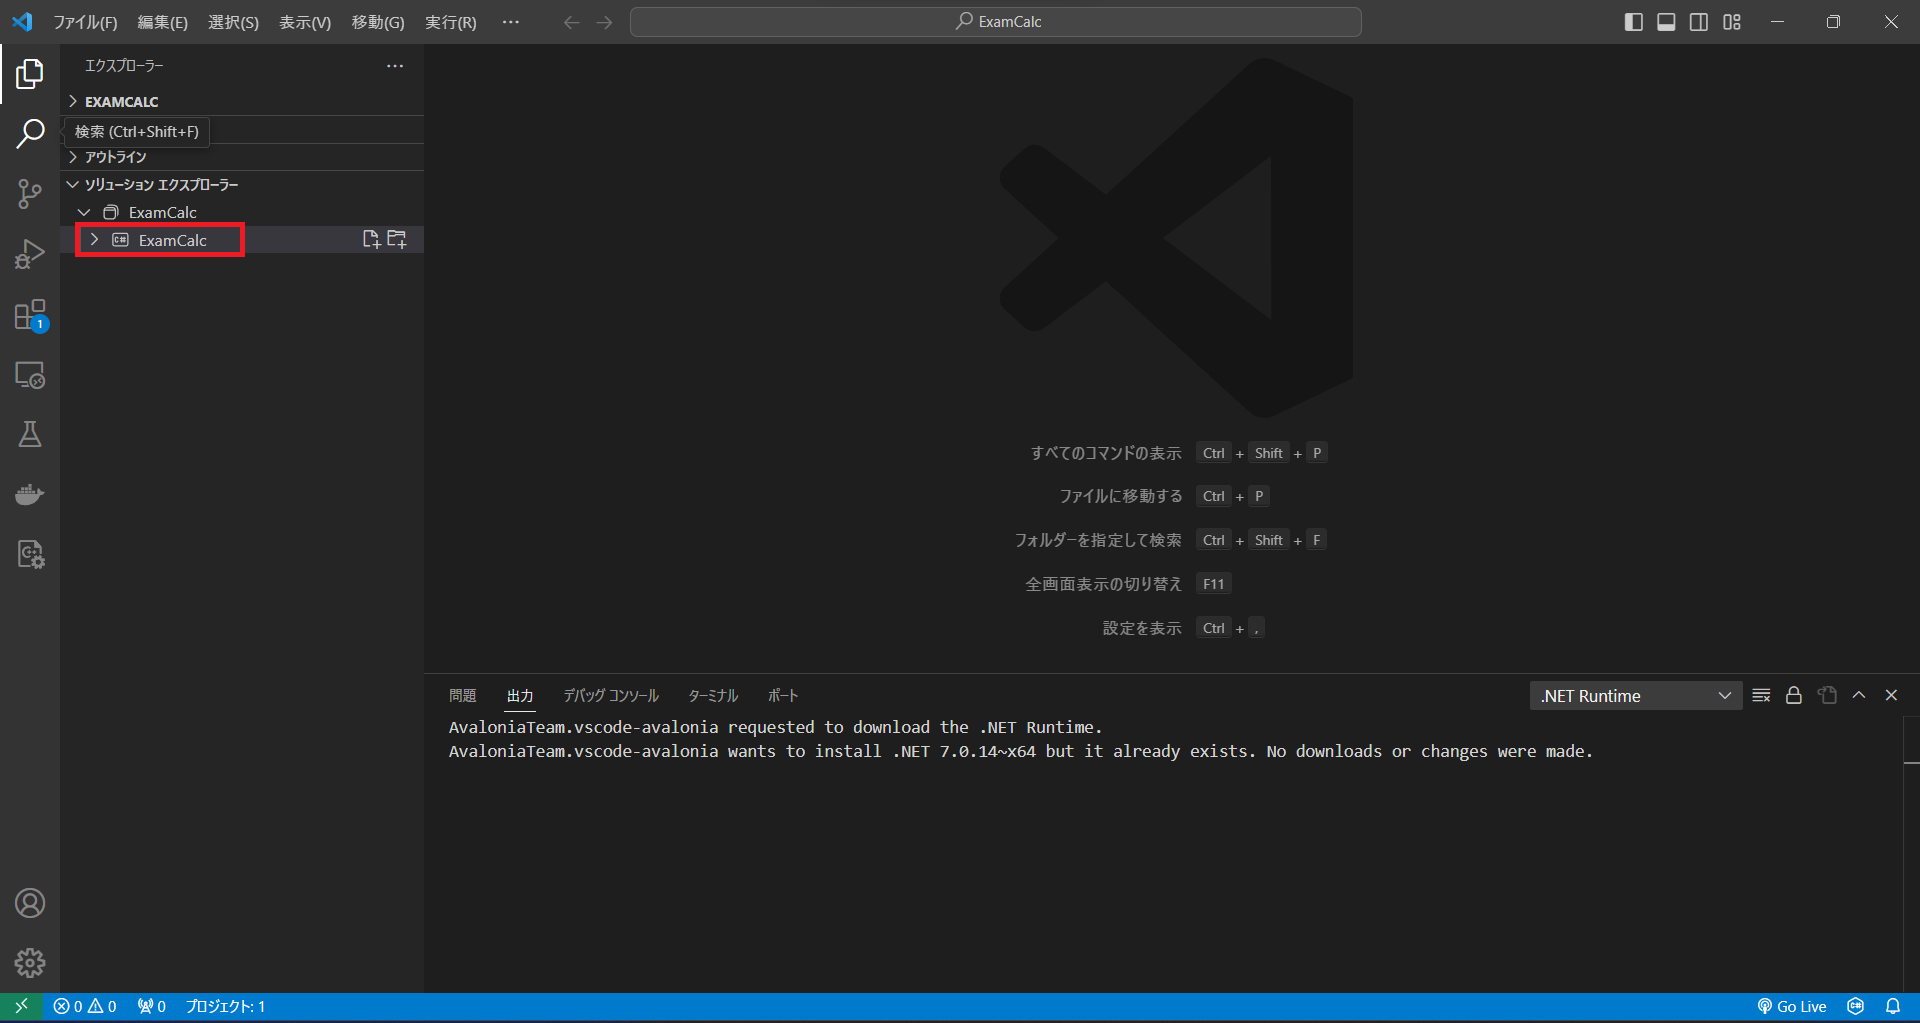 ファイル(F) 編集(E) 選択(S) 表示(V) 移動(G) 実行(R) … ExamCalc
エクスプローラー
EXAMCALC
検索 (Ctrl+Shift+F)
アウトライン
ソリューション エクスプローラー
ExamCalc
C# ExamCalc
1
すべてのコマンドの表示 Ctrl + Shift + P
ファイルに移動する Ctrl + P
フォルダーを指定して検索 Ctrl + Shift + F
全画面表示の切り替え F11
設定を表示 Ctrl + ,
問題 出力 デバッグ コンソール ターミナル ポート .NET Runtime
AvaloniaTeam.vscode-avalonia requested to download the .NET Runtime.
AvaloniaTeam.vscode-avalonia wants to install .NET 7.0.14~x64 but it already exists. No downloads or changes were made.
0 0 0 プロジェクト: 1 Go Live